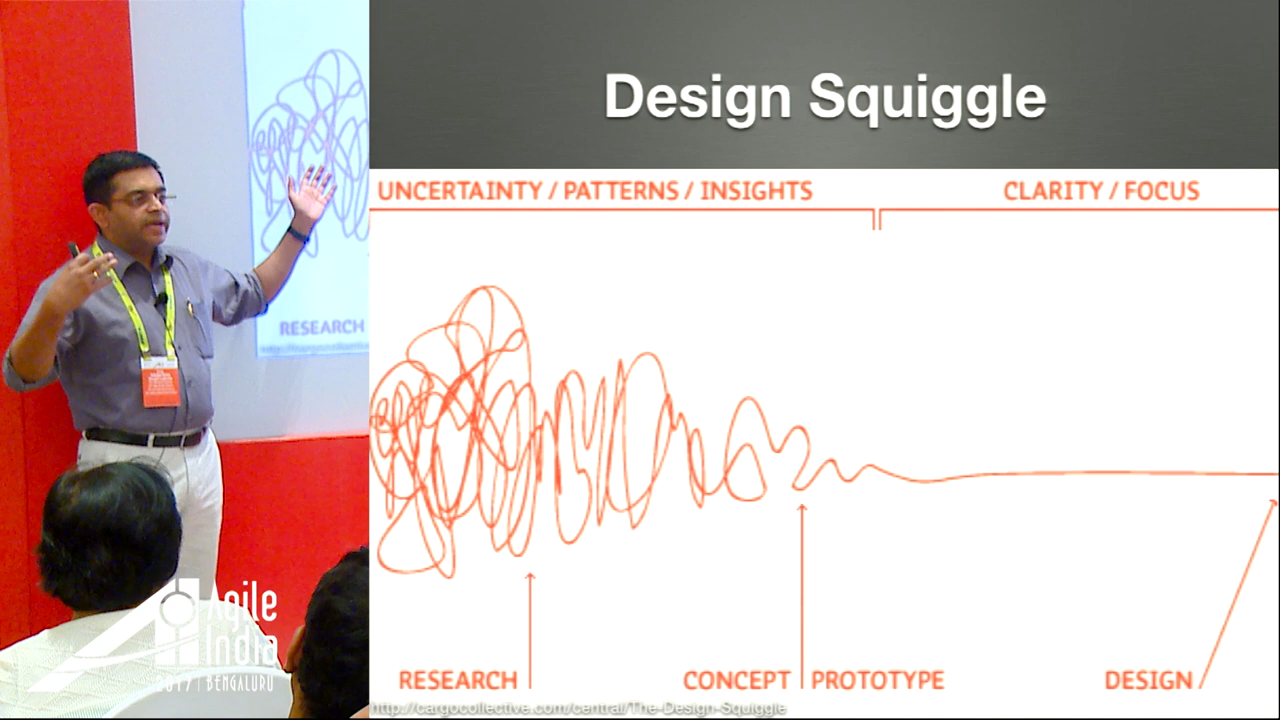 Design Squiggle
UNCERTAINTY / PATTERNS / INSIGHTS
CLARITY / FOCUS
RESEARCH
CONCEPT
PROTOTYPE
DESIGN
http://cargocollective.com/central/The-Design-Squiggle
RESEARCH
Agile
India
2017 | BENGALURU